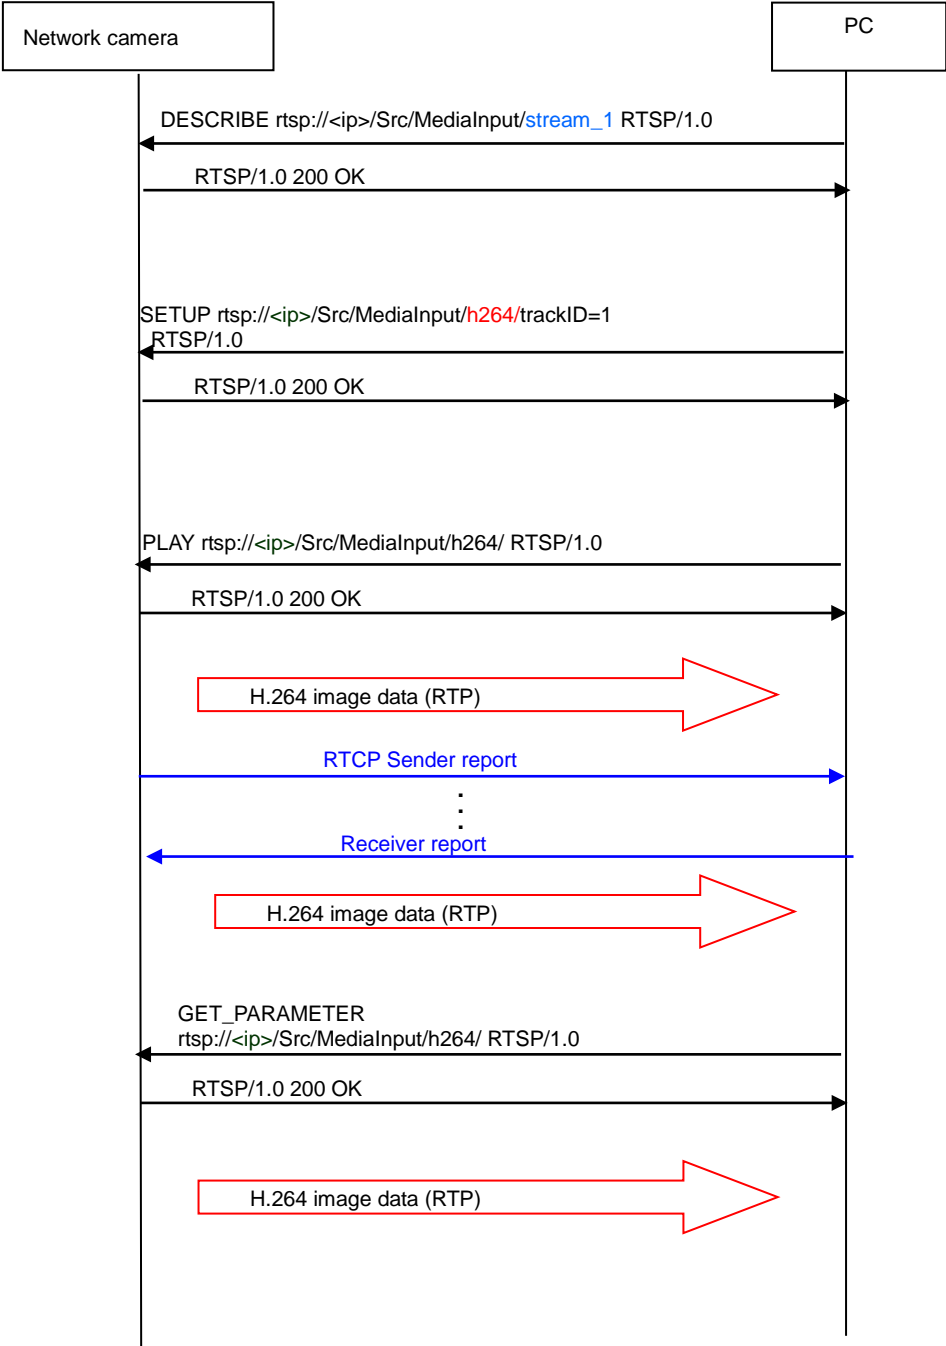 Network camera
PC
DESCRIBE rtsp://<ip>/Src/MediaInput/stream_1 RTSP/1.0
RTSP/1.0 200 OK
SETUP rtsp://<ip>/Src/MediaInput/h264/trackID=1
RTSP/1.0
RTSP/1.0 200 OK
PLAY rtsp://<ip>/Src/MediaInput/h264/ RTSP/1.0
RTSP/1.0 200 OK
H.264 image data (RTP)
RTCP Sender report
Receiver report
H.264 image data (RTP)
GET_PARAMETER
rtsp://<ip>/Src/MediaInput/h264/ RTSP/1.0
RTSP/1.0 200 OK
H.264 image data (RTP)